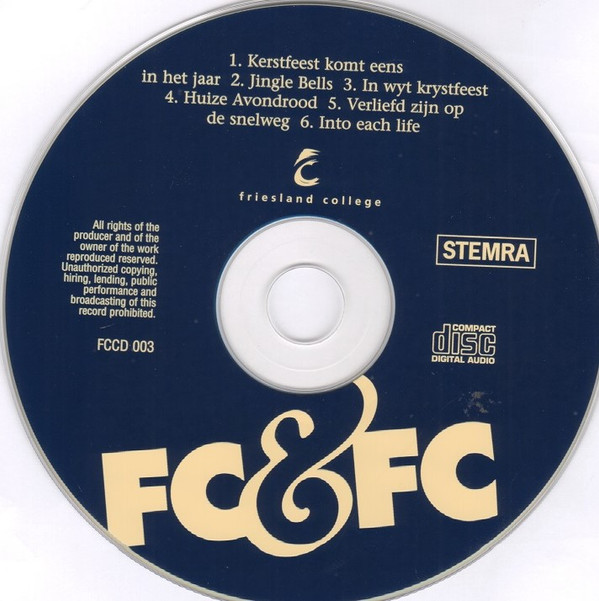 1. Kerstfeest komt eens
in het jaar 2. Jingle Bells 3. In wyt krystfeest
4. Huize Avondrood 5. Verliefd zijn op
de snelweg 6. Into each life
friesland college
All rights of the
producer and of the
owner of the work
reproduced reserved.
Unauthorized copying,
hiring, lending, public
performance and
broadcasting of this
record prohibited.
FCCD 003
STEMRA
COMPACT
disc
DIGITAL AUDIO
FC&FC